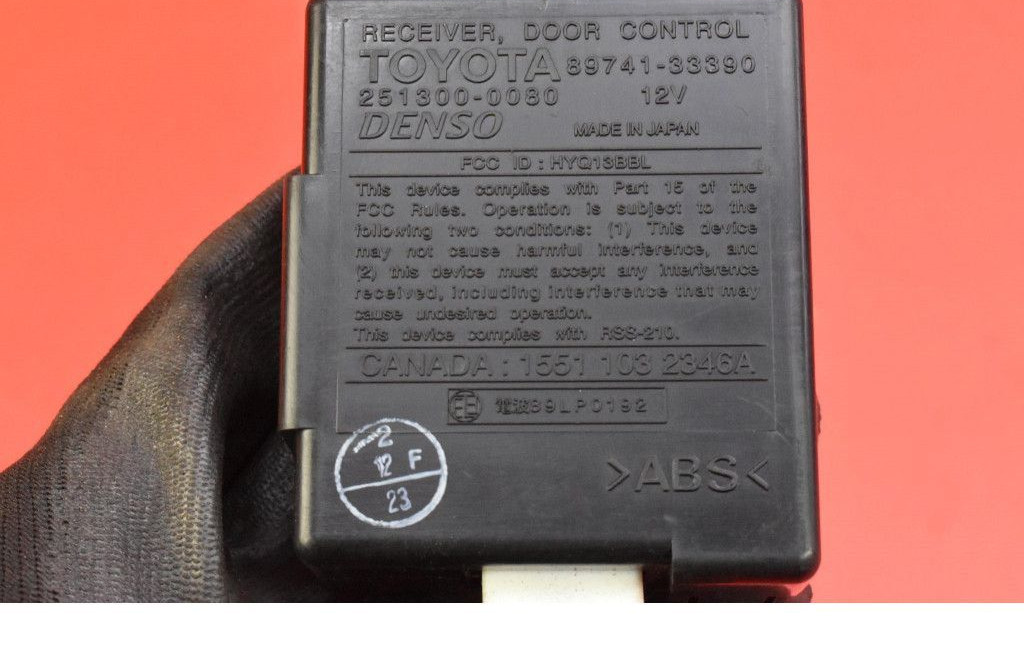 RECEIVER, DOOR CONTROL
TOYOTA 89741-33390
251300-0080 12V
DENSO MADE IN JAPAN
FCC ID : HYQ13BBL
This device complies with Part 15 of the
FCC Rules. Operation is subject to the
following two conditions: (1) This device
may not cause harmful interference, and
(2) this device must accept any interference
received, including interference that may
cause undesired operation.
This device complies with RSS-210.
CANADA : 1551 103 2346A
電波89LP0192
2
12 F
23
>ABS<